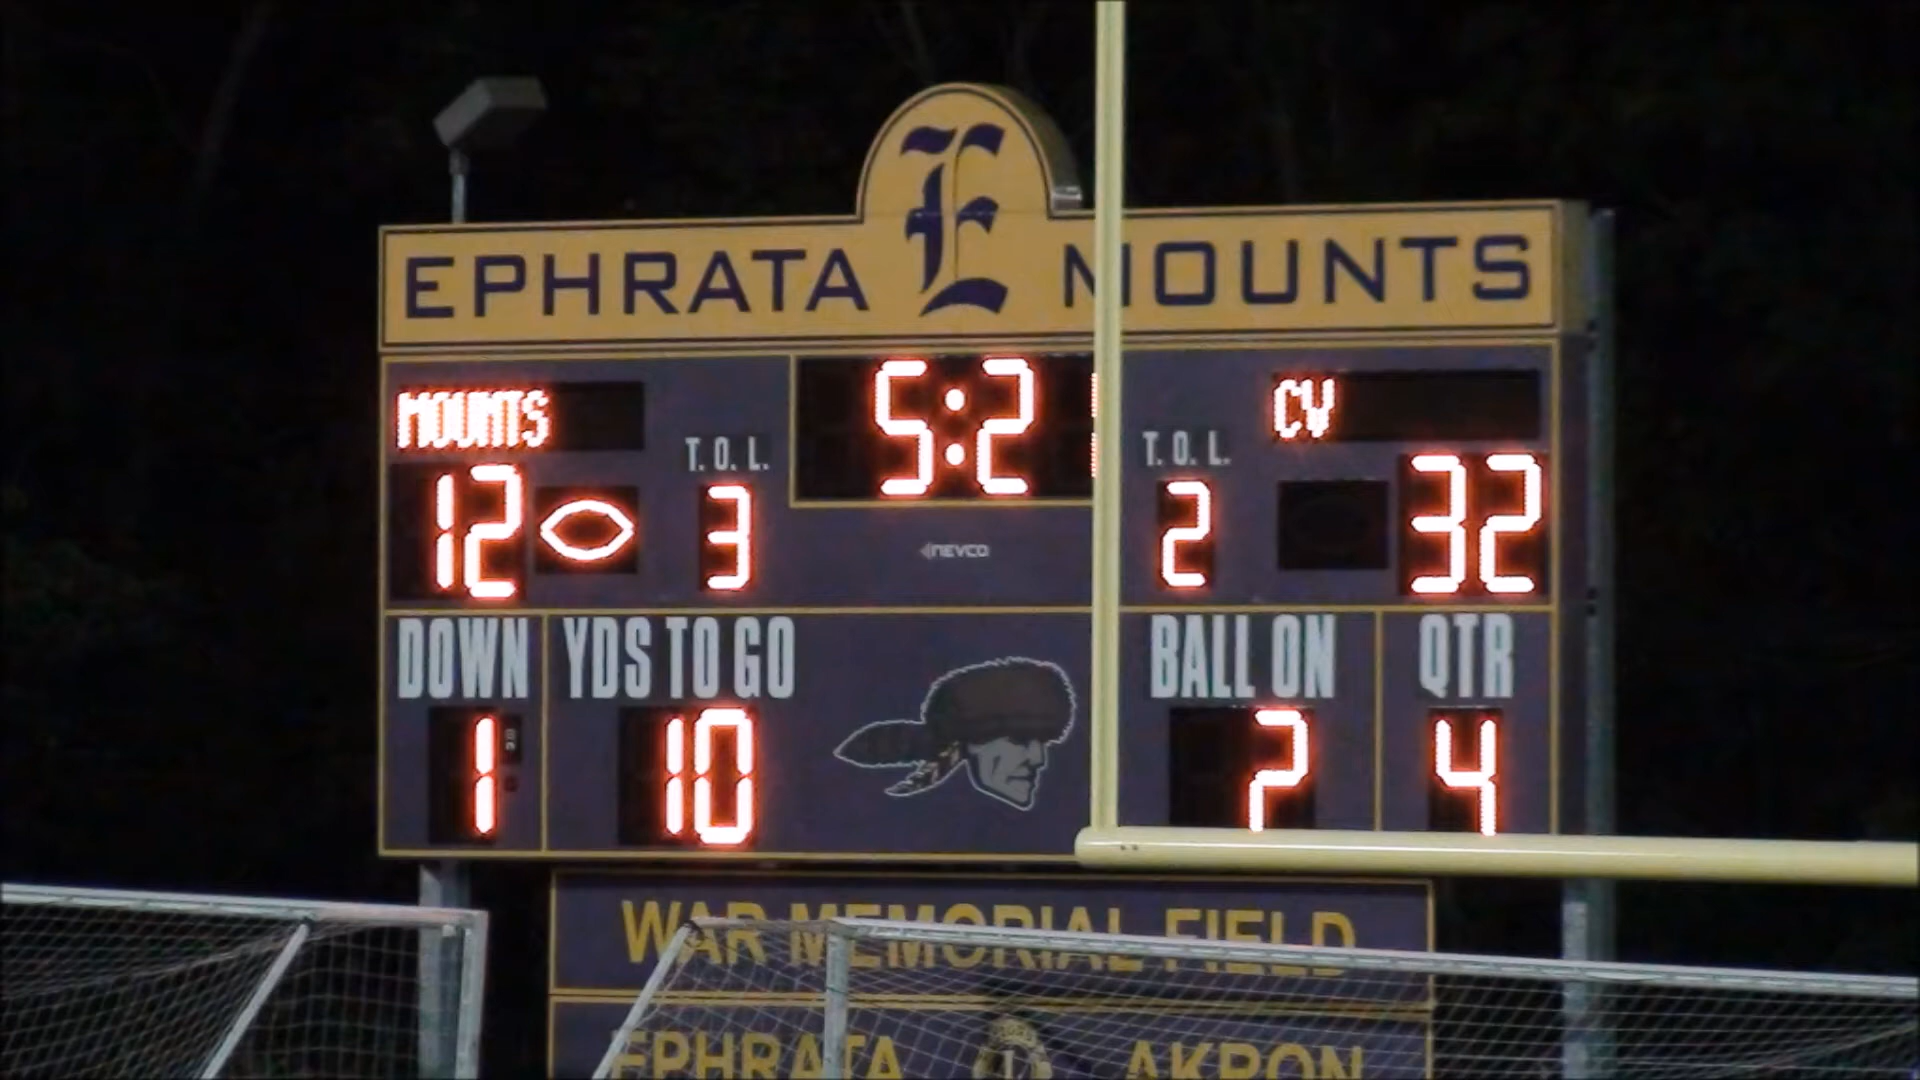 E
EPHRATA MOUNTS
MOUNTS 5:2 CV
T.O.L. T.O.L.
12 3 2 32
NEVCO
DOWN YDS TO GO BALL ON QTR
1 10 2 4
WAR MEMORIAL FIELD
EPHRATA AKRON